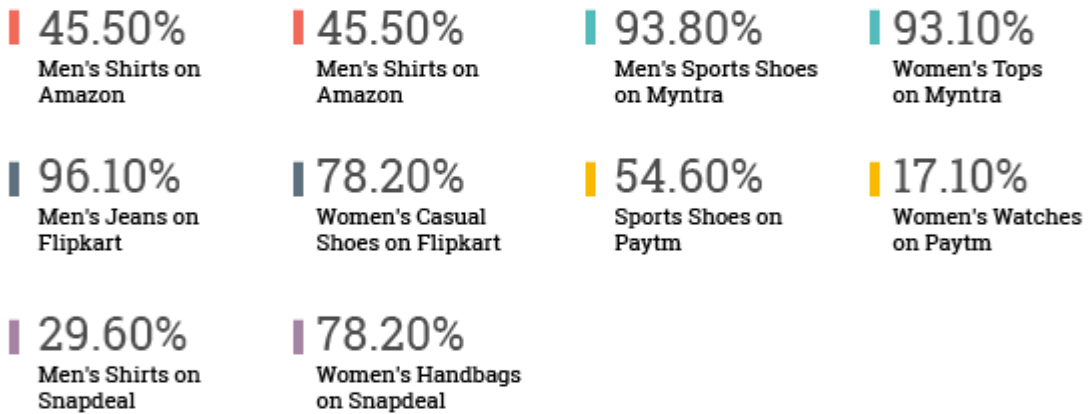 45.50%
Men's Shirts on
Amazon
45.50%
Men's Shirts on
Amazon
93.80%
Men's Sports Shoes
on Myntra
93.10%
Women's Tops
on Myntra
96.10%
Men's Jeans on
Flipkart
78.20%
Women's Casual
Shoes on Flipkart
54.60%
Sports Shoes on
Paytm
17.10%
Women's Watches
on Paytm
29.60%
Men's Shirts on
Snapdeal
78.20%
Women's Handbags
on Snapdeal